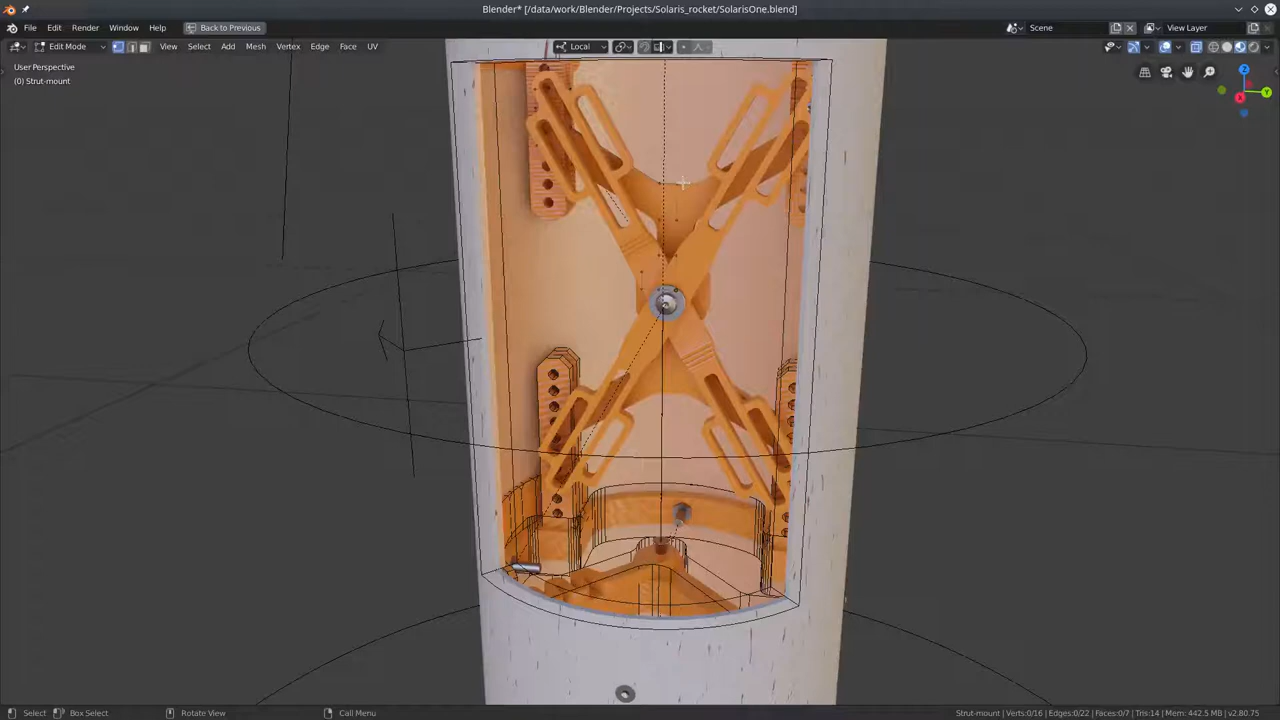 Blender* [/data/work/Blender/Projects/Solaris_rocket/SolarisOne.blend]
File Edit Render Window Help Back to Previous Scene View Layer
Edit Mode View Select Add Mesh Vertex Edge Face UV Local
User Perspective
(0) Strut-mount
Z
Y
X
Select Box Select Rotate View Call Menu Strut-mount | Verts:0/16 | Edges:0/22 | Faces:0/7 | Tris:14 | Mem: 442.5 MB | v2.80.75